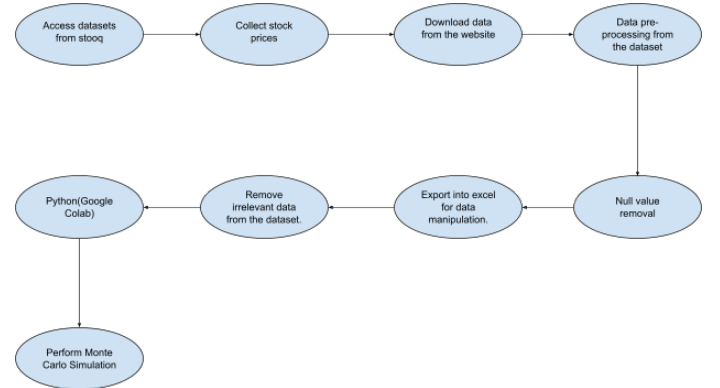 Access datasets
from stooq
Collect stock
prices
Download data
from the website
Data pre-
processing from
the dataset
Null value
removal
Export into excel
for data
manipulation.
Remove
irrelevant data
from the dataset.
Python(Google
Colab)
Perform Monte
Carlo Simulation